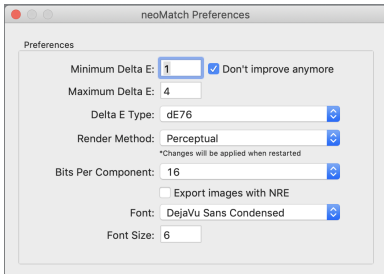 neoMatch Preferences
Preferences
Minimum Delta E: 1 Don't improve anymore
Maximum Delta E: 4
Delta E Type: dE76
Render Method: Perceptual
*Changes will be applied when restarted
Bits Per Component: 16
Export images with NRE
Font: DejaVu Sans Condensed
Font Size: 6